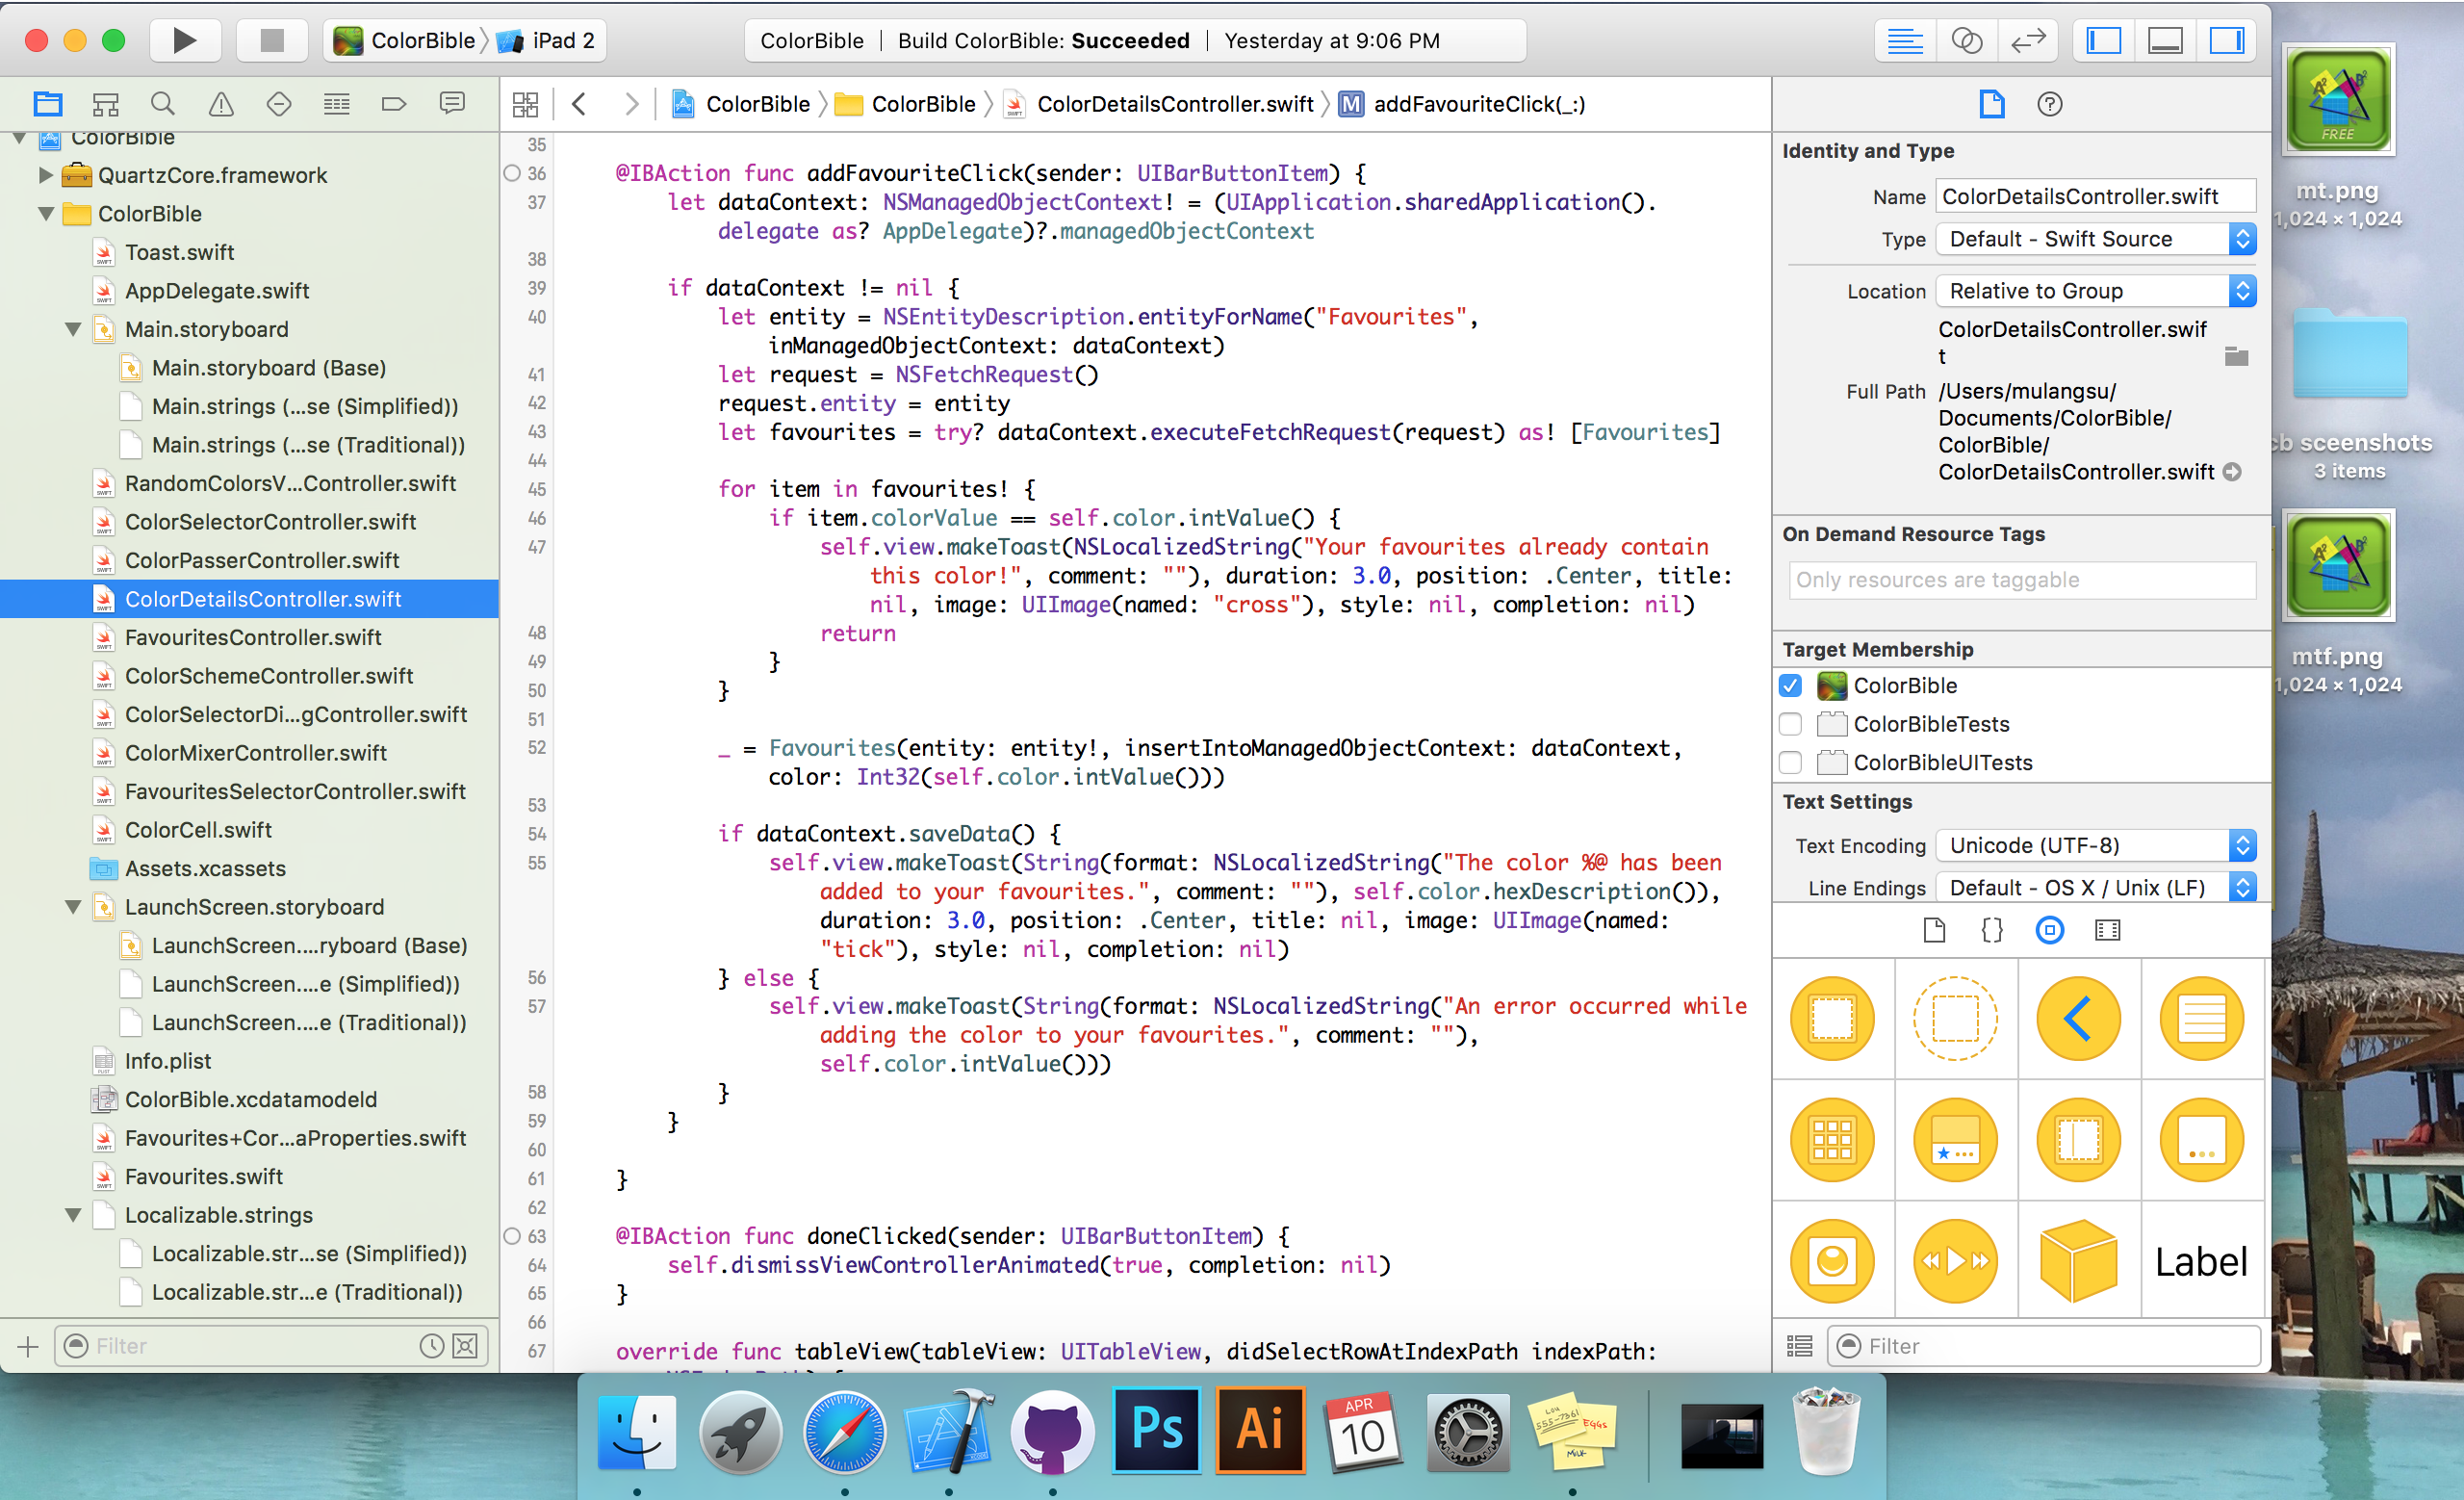 ColorBible
iPad 2
ColorBible | Build ColorBible: Succeeded | Yesterday at 9:06 PM
ColorBible
QuartzCore.framework
ColorBible
Toast.swift
AppDelegate.swift
Main.storyboard
Main.storyboard (Base)
Main.strings (...se (Simplified))
Main.strings (...se (Traditional))
RandomColorsV...Controller.swift
ColorSelectorController.swift
ColorPasserController.swift
ColorDetailsController.swift
FavouritesController.swift
ColorSchemeController.swift
ColorSelectorDi...gController.swift
ColorMixerController.swift
FavouritesSelectorController.swift
ColorCell.swift
Assets.xcassets
LaunchScreen.storyboard
LaunchScreen....ryboard (Base)
LaunchScreen....e (Simplified))
LaunchScreen....e (Traditional))
Info.plist
ColorBible.xcdatamodeld
Favourites+Cor...aProperties.swift
Favourites.swift
Localizable.strings
Localizable.str...se (Simplified))
Localizable.str...e (Traditional))
Filter
ColorBible
ColorBible
ColorDetailsController.swift
M addFavouriteClick(_:)
35
36 @IBAction func addFavouriteClick(sender: UIBarButtonItem) {
37 let dataContext: NSManagedObjectContext! = (UIApplication.sharedApplication().
delegate as? AppDelegate)?.managedObjectContext
38
39 if dataContext != nil {
40 let entity = NSEntityDescription.entityForName("Favourites",
inManagedObjectContext: dataContext)
41 let request = NSFetchRequest()
42 request.entity = entity
43 let favourites = try? dataContext.executeFetchRequest(request) as! [Favourites]
44
45 for item in favourites! {
46 if item.colorValue == self.color.intValue() {
47 self.view.makeToast(NSLocalizedString("Your favourites already contain
this color!", comment: ""), duration: 3.0, position: .Center, title:
nil, image: UIImage(named: "cross"), style: nil, completion: nil)
48 return
49 }
50 }
51
52 _ = Favourites(entity: entity!, insertIntoManagedObjectContext: dataContext,
color: Int32(self.color.intValue()))
53
54 if dataContext.saveData() {
55 self.view.makeToast(String(format: NSLocalizedString("The color %@ has been
added to your favourites.", comment: ""), self.color.hexDescription()),
duration: 3.0, position: .Center, title: nil, image: UIImage(named:
"tick"), style: nil, completion: nil)
56 } else {
57 self.view.makeToast(String(format: NSLocalizedString("An error occurred while
adding the color to your favourites.", comment: ""),
self.color.intValue()))
58 }
59 }
60
61 }
62
63 @IBAction func doneClicked(sender: UIBarButtonItem) {
64 self.dismissViewControllerAnimated(true, completion: nil)
65 }
66
67 override func tableView(tableView: UITableView, didSelectRowAtIndexPath indexPath:
Identity and Type
Name ColorDetailsController.swift
Type Default - Swift Source
Location Relative to Group
ColorDetailsController.swif
t
Full Path /Users/mulangsu/
Documents/ColorBible/
ColorBible/
ColorDetailsController.swift
On Demand Resource Tags
Only resources are taggable
Target Membership
ColorBible
ColorBibleTests
ColorBibleUITests
Text Settings
Text Encoding Unicode (UTF-8)
Line Endings Default - OS X / Unix (LF)
{}
Label
Filter
FREE
mt.png
1,024 × 1,024
cb sceenshots
3 items
mtf.png
1,024 × 1,024
Ps
Ai
APR
10
555-7361
EGGS
MILK